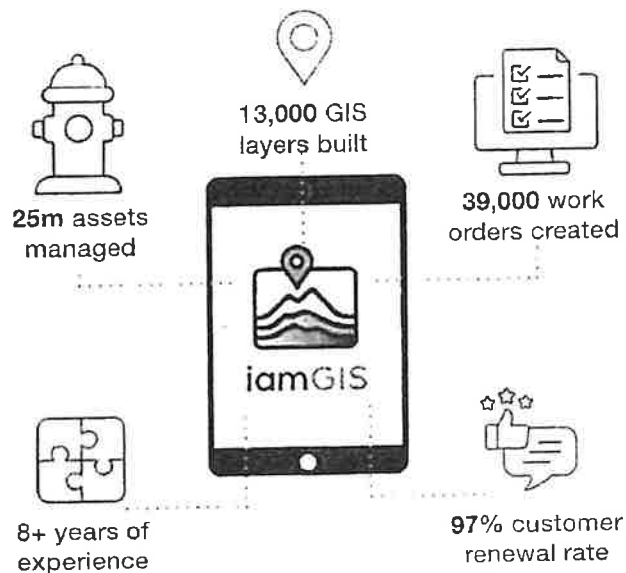 13,000 GIS
layers built
25m assets
managed
39,000 work
orders created
iamGIS
8+ years of
experience
97% customer
renewal rate